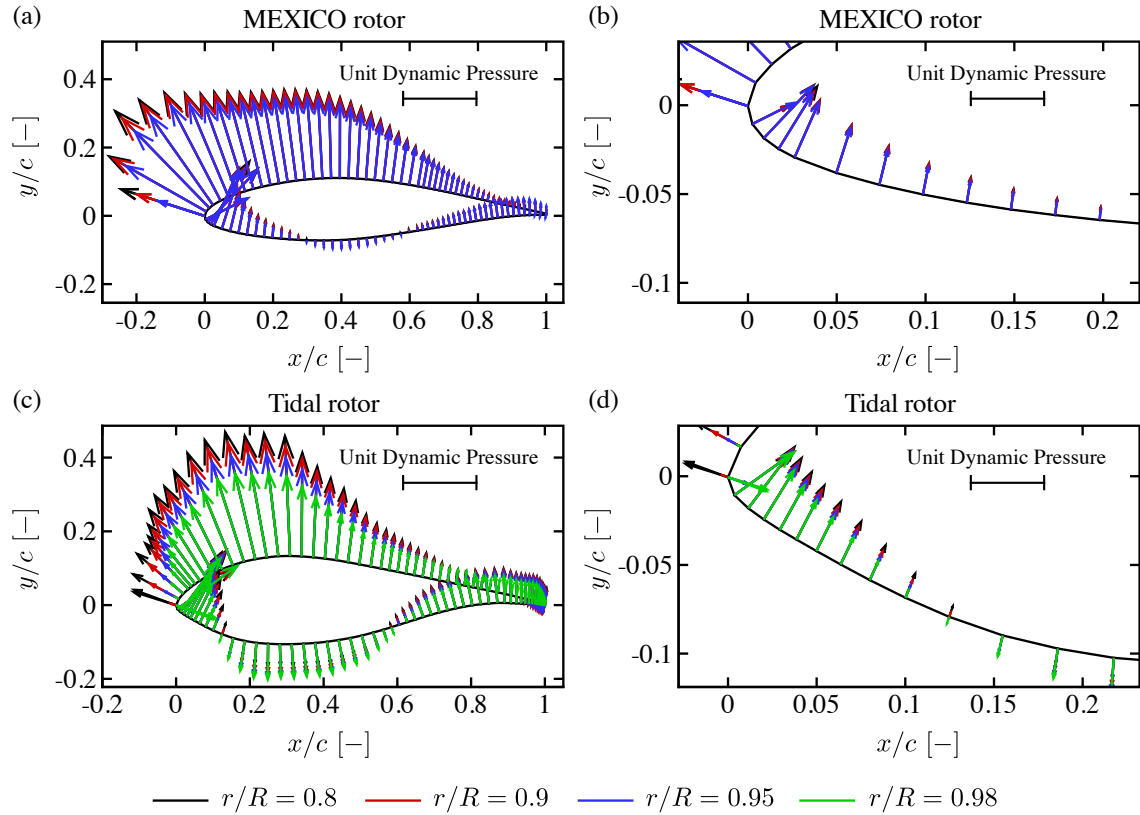 (a)
MEXICO rotor
Unit Dynamic Pressure
y/c [−]
0.4
0.2
0
-0.2
-0.2 0 0.2 0.4 0.6 0.8 1
x/c [−]
(b)
MEXICO rotor
Unit Dynamic Pressure
y/c [−]
0
-0.05
-0.1
0 0.05 0.1 0.15 0.2
x/c [−]
(c)
Tidal rotor
Unit Dynamic Pressure
y/c [−]
0.4
0.2
0
-0.2
-0.2 0 0.2 0.4 0.6 0.8 1
x/c [−]
(d)
Tidal rotor
Unit Dynamic Pressure
y/c [−]
0
-0.05
-0.1
0 0.05 0.1 0.15 0.2
x/c [−]
r/R = 0.8 r/R = 0.9 r/R = 0.95 r/R = 0.98